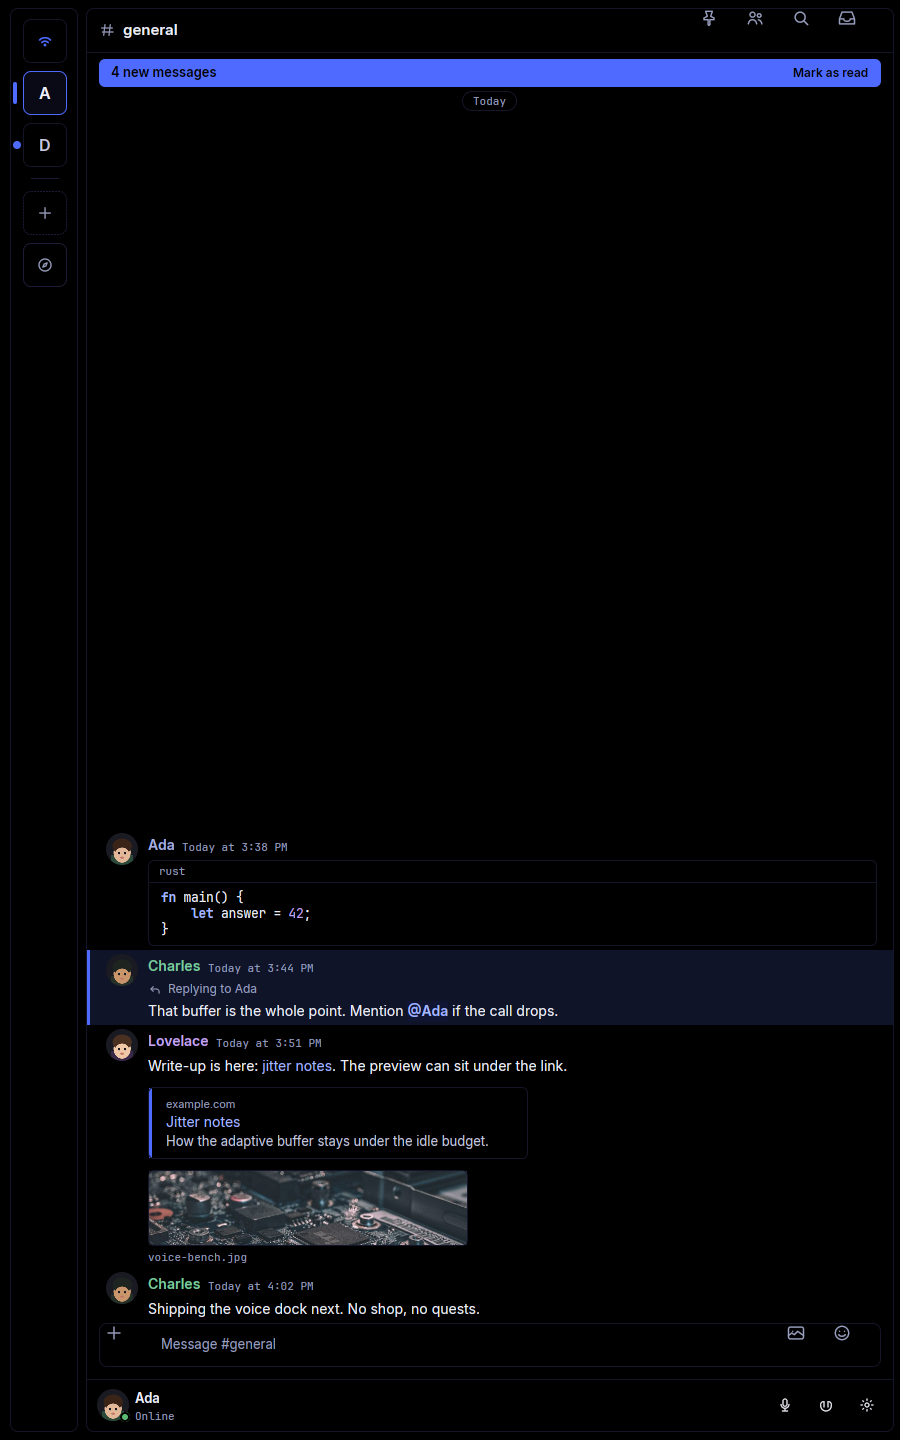 # general
4 new messages
Mark as read
A
D
Today
Ada Today at 3:38 PM
rust
fn main() {
    let answer = 42;
}
Charles Today at 3:44 PM
Replying to Ada
That buffer is the whole point. Mention @Ada if the call drops.
Lovelace Today at 3:51 PM
Write-up is here: jitter notes. The preview can sit under the link.
example.com
Jitter notes
How the adaptive buffer stays under the idle budget.
voice-bench.jpg
Charles Today at 4:02 PM
Shipping the voice dock next. No shop, no quests.
Message #general
Ada
Online